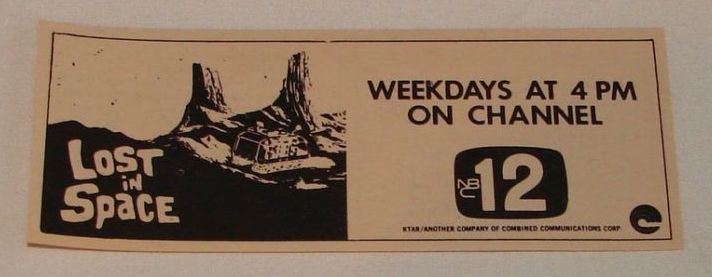 LOST
IN
SPACE
WEEKDAYS AT 4 PM
ON CHANNEL
NBC 12
KTAR/ANOTHER COMPANY OF COMBINED COMMUNICATIONS CORP